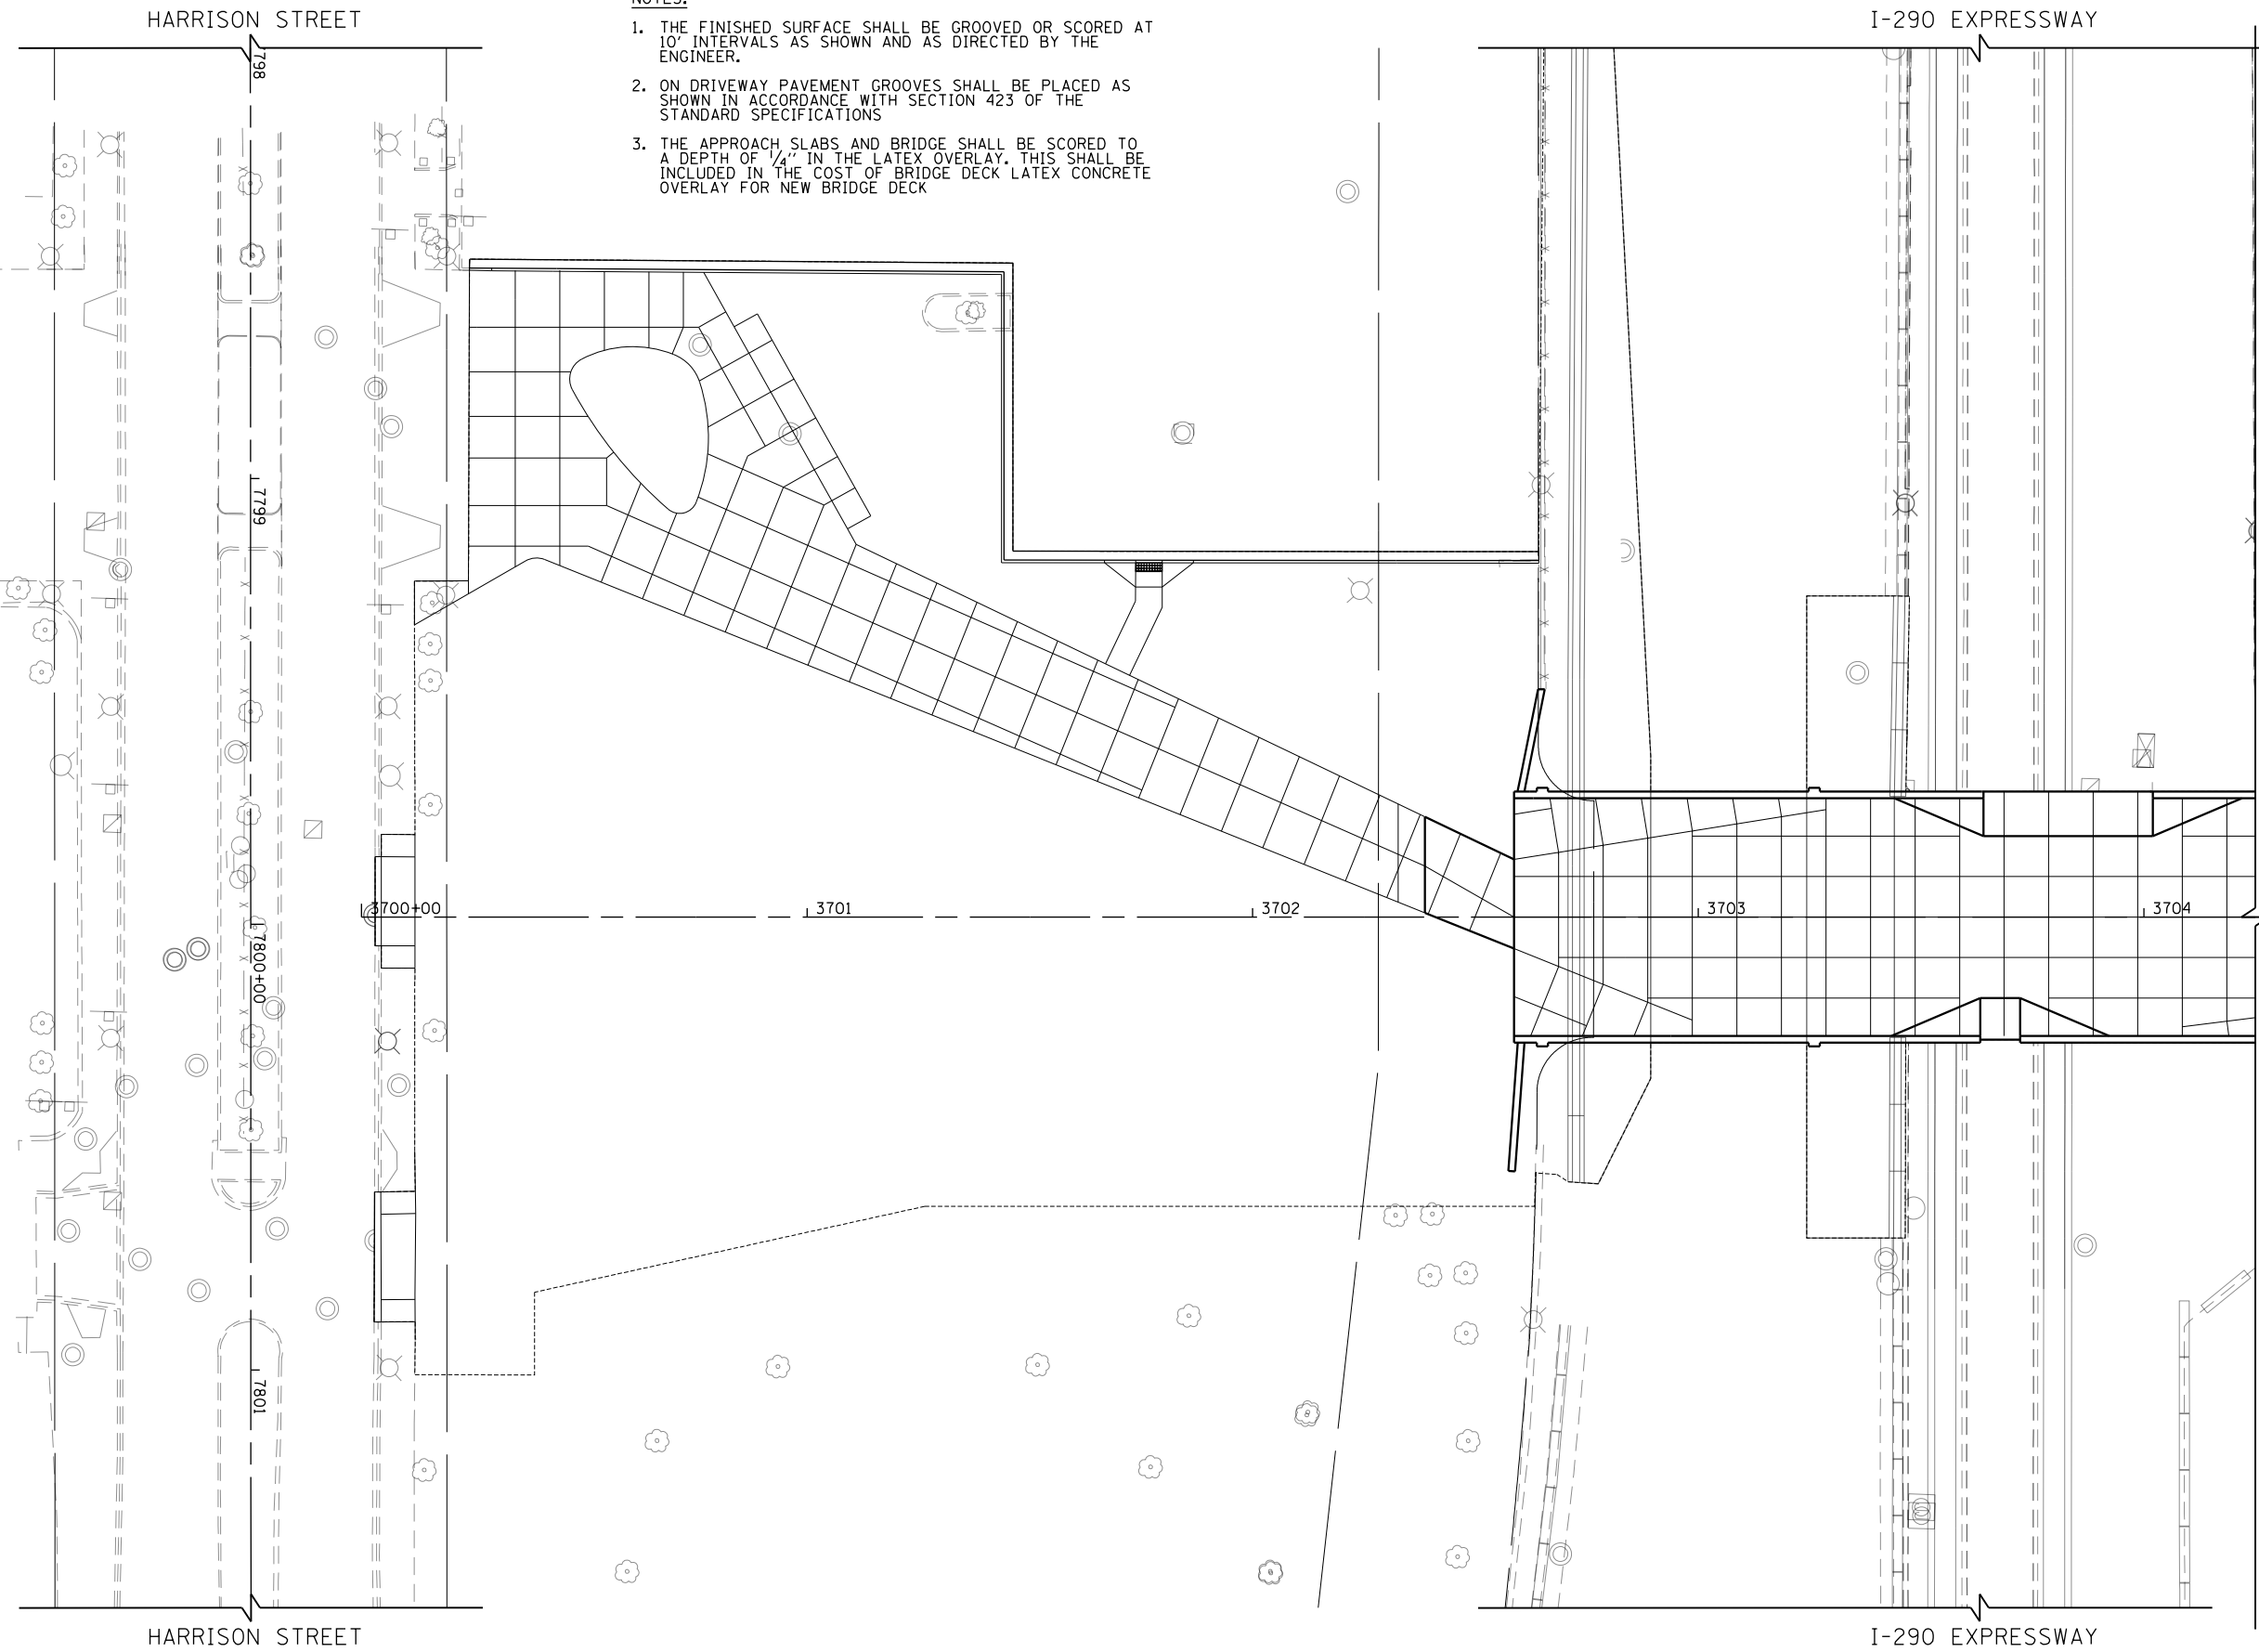 HARRISON STREET
I-290 EXPRESSWAY
NOTES:
1. THE FINISHED SURFACE SHALL BE GROOVED OR SCORED AT
10' INTERVALS AS SHOWN AND AS DIRECTED BY THE
ENGINEER.
2. ON DRIVEWAY PAVEMENT GROOVES SHALL BE PLACED AS
SHOWN IN ACCORDANCE WITH SECTION 423 OF THE
STANDARD SPECIFICATIONS
3. THE APPROACH SLABS AND BRIDGE SHALL BE SCORED TO
A DEPTH OF 1/4" IN THE LATEX OVERLAY. THIS SHALL BE
INCLUDED IN THE COST OF BRIDGE DECK LATEX CONCRETE
OVERLAY FOR NEW BRIDGE DECK
798
7799
3700+00
3701
3702
3703
3704
7800+00
7801
HARRISON STREET
I-290 EXPRESSWAY